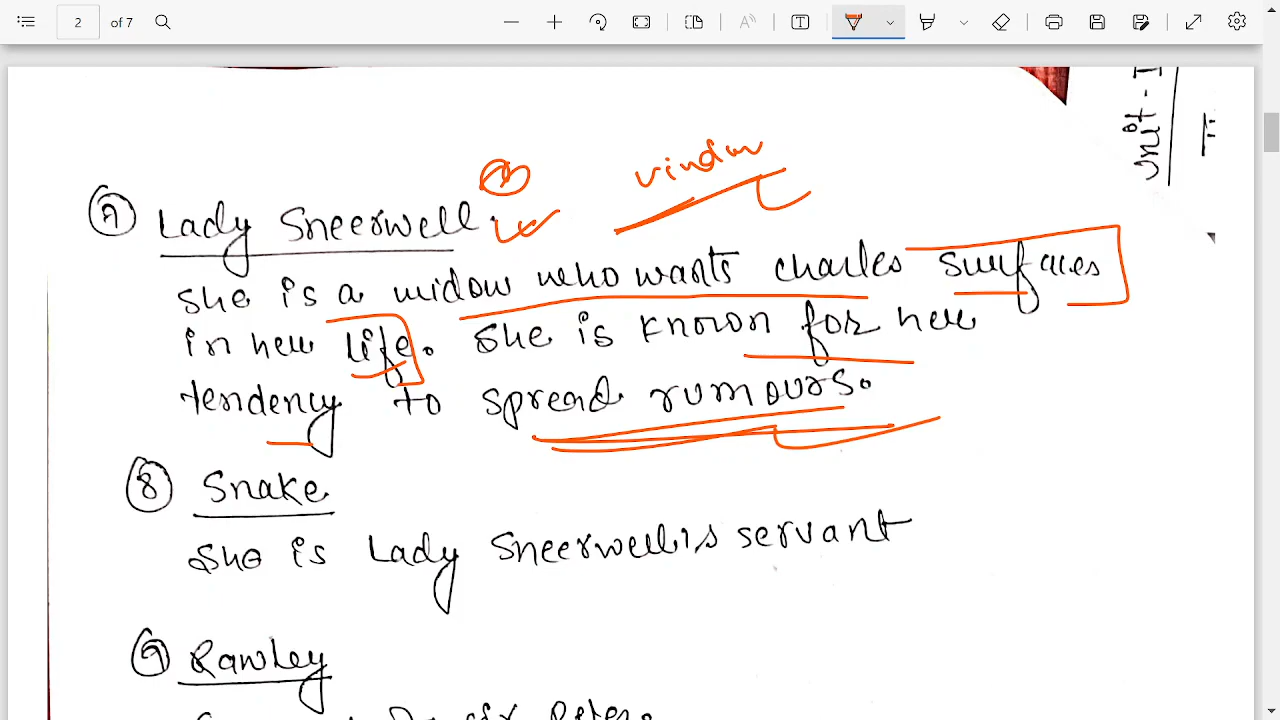 2 of 7
Unit - I
vindow
7 Lady Sneerwell:
She is a widow who wants charles surfaces
in her life. She is known for her
tendency to spread rumours.
8 Snake
She is Lady Sneerwell's servant
9 Rawley